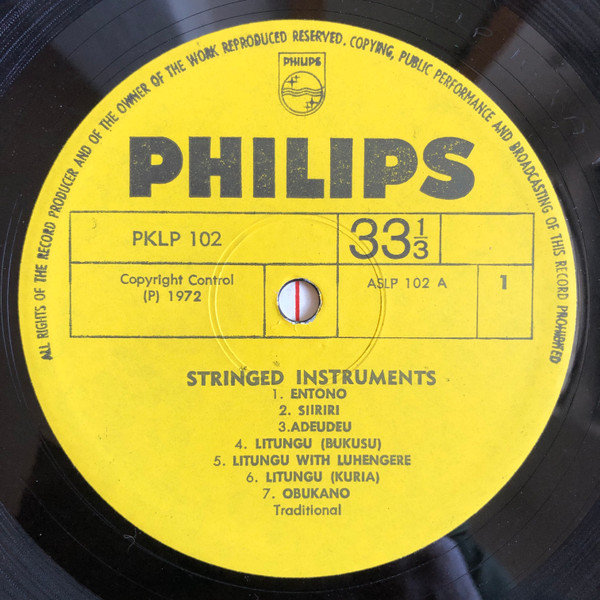 ALL RIGHTS OF THE RECORD PRODUCER AND OF THE OWNER OF THE WORK REPRODUCED RESERVED. COPYING, PUBLIC PERFORMANCE AND BROADCASTING OF THIS RECORD PROHIBITED
PHILIPS
PHILIPS
PKLP 102
33 1/3
Copyright Control
(P) 1972
ASLP 102 A
1
STRINGED INSTRUMENTS
1. ENTONO
2. SIIRIRI
3.ADEUDEU
4. LITUNGU (BUKUSU)
5. LITUNGU WITH LUHENGERE
6. LITUNGU (KURIA)
7. OBUKANO
Traditional